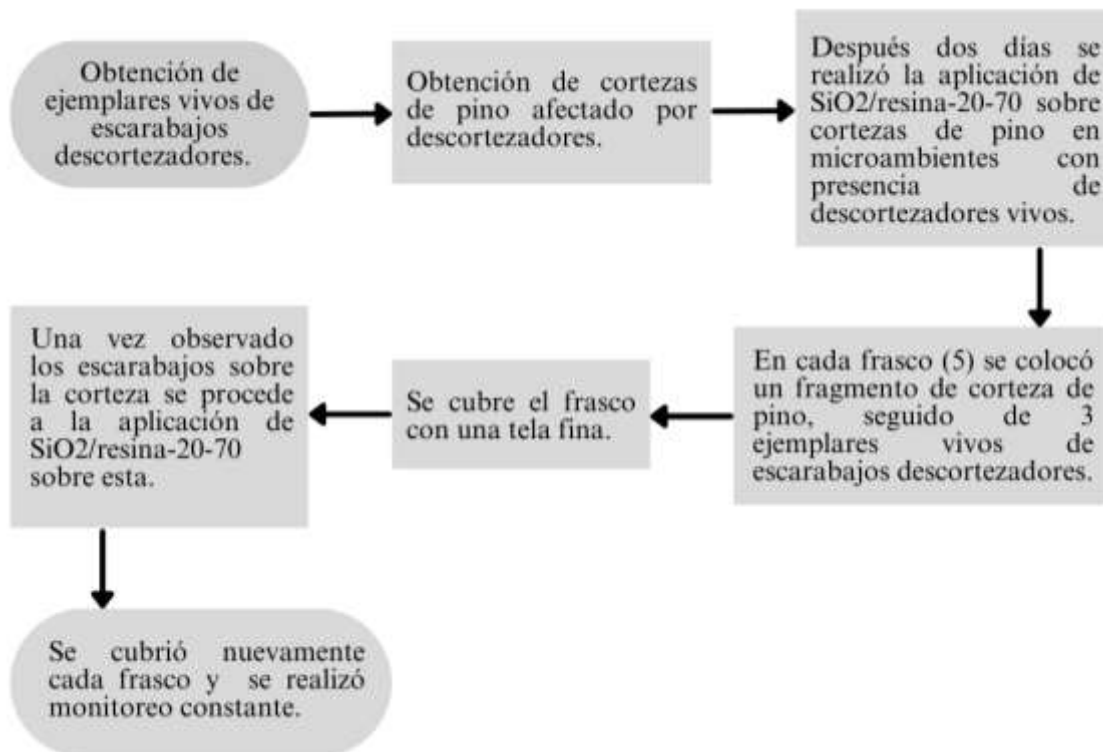 Obtención de
ejemplares vivos de
escarabajos
descortezadores.
Obtención de cortezas
de pino afectado por
descortezadores.
Después dos días se
realizó la aplicación de
SiO2/resina-20-70 sobre
cortezas de pino en
microambientes con
presencia de
descortezadores vivos.
En cada frasco (5) se colocó
un fragmento de corteza de
pino, seguido de 3
ejemplares vivos de
escarabajos descortezadores.
Se cubre el frasco
con una tela fina.
Una vez observado
los escarabajos sobre
la corteza se procede
a la aplicación de
SiO2/resina-20-70
sobre esta.
Se cubrió nuevamente
cada frasco y se realizó
monitoreo constante.